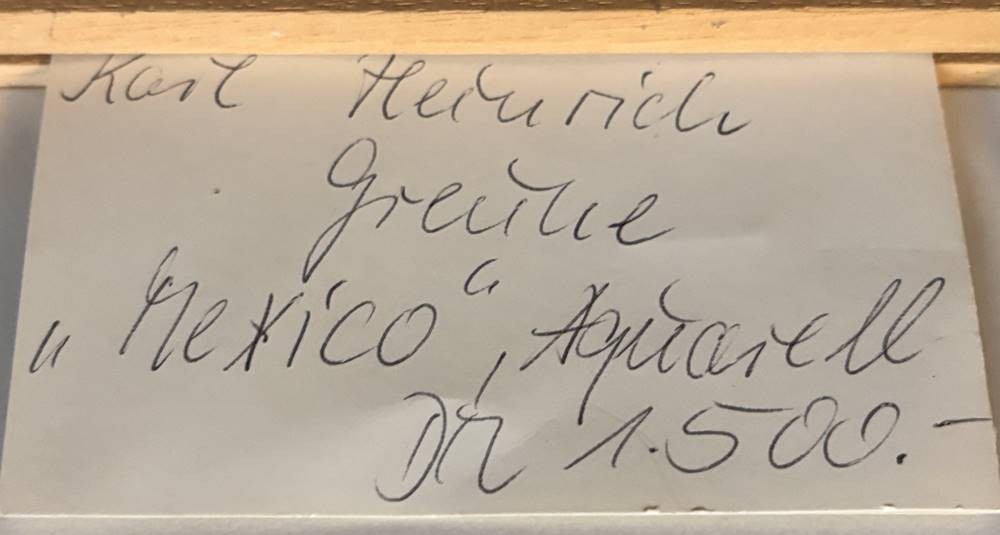 Karl Heinrich
Greune
„Mexico“, Aquarell
DM 1.500.-